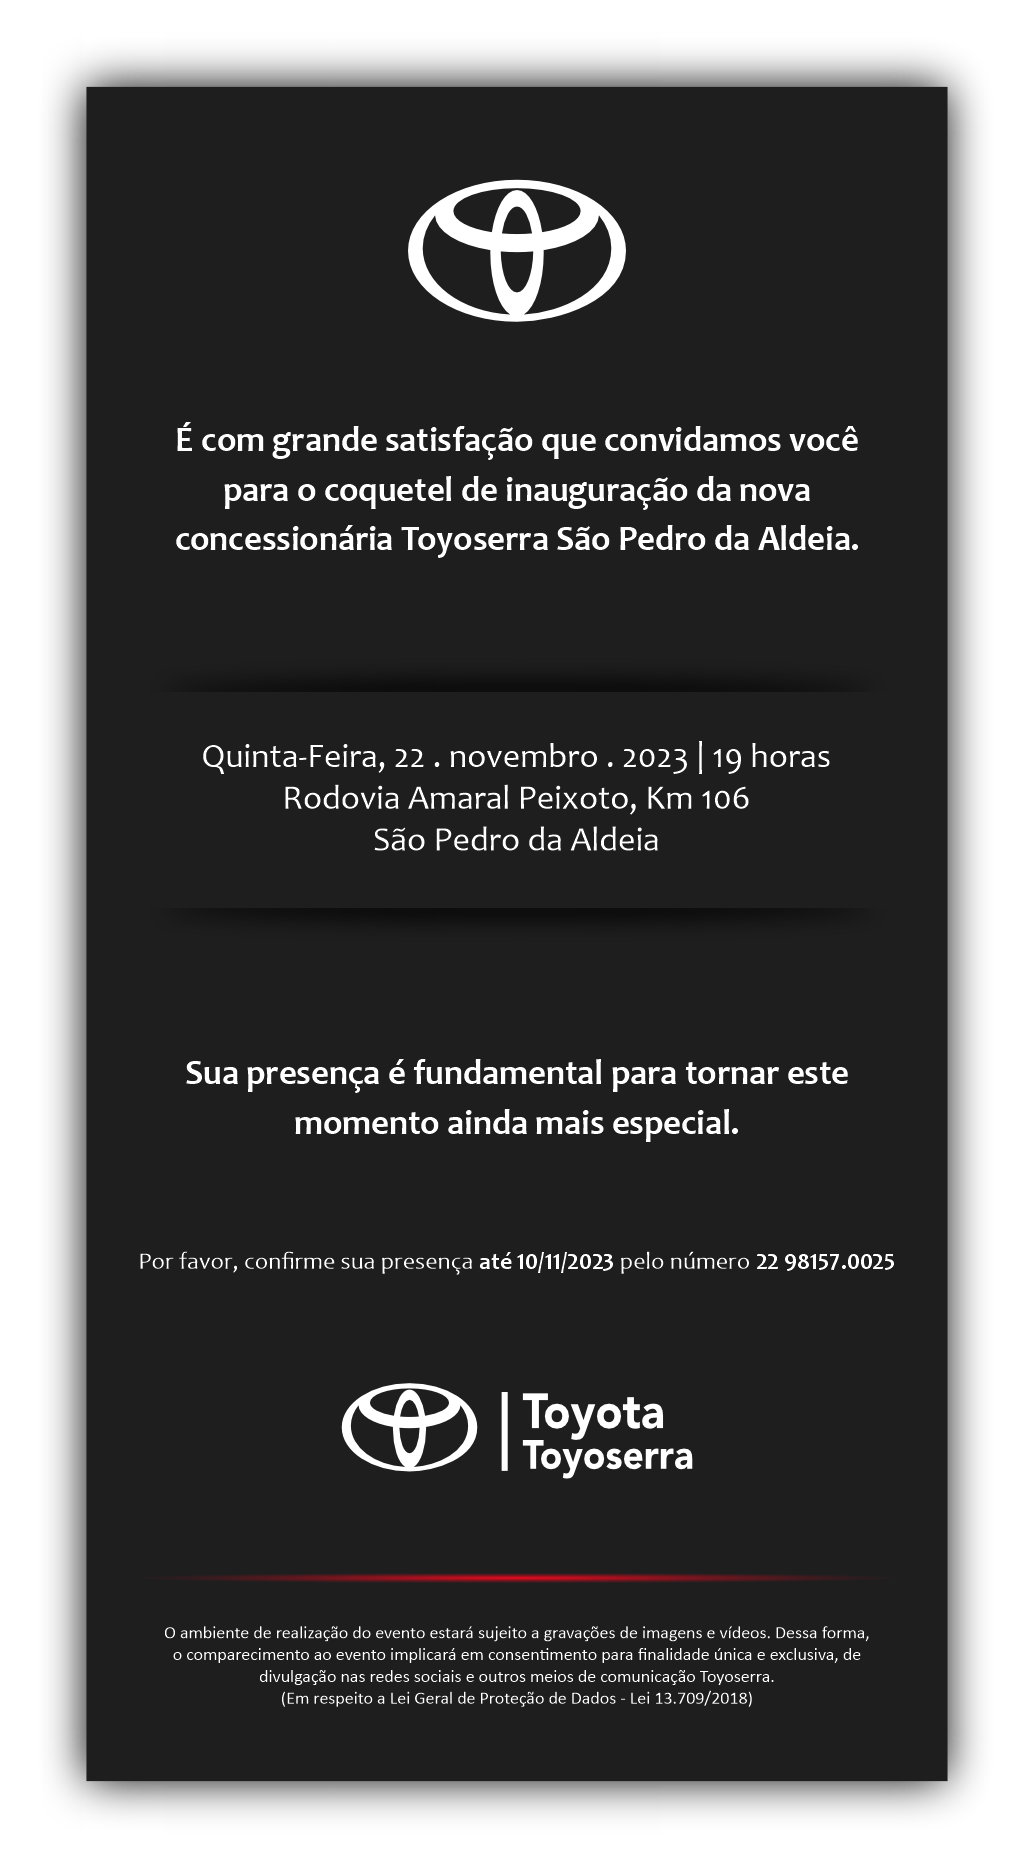 É com grande satisfação que convidamos você
para o coquetel de inauguração da nova
concessionária Toyoserra São Pedro da Aldeia.
Quinta-Feira, 22 . novembro . 2023 | 19 horas
Rodovia Amaral Peixoto, Km 106
São Pedro da Aldeia
Sua presença é fundamental para tornar este
momento ainda mais especial.
Por favor, confirme sua presença até 10/11/2023 pelo número 22 98157.0025
Toyota
Toyoserra
O ambiente de realização do evento estará sujeito a gravações de imagens e vídeos. Dessa forma,
o comparecimento ao evento implicará em consentimento para finalidade única e exclusiva, de
divulgação nas redes sociais e outros meios de comunicação Toyoserra.
(Em respeito a Lei Geral de Proteção de Dados - Lei 13.709/2018)